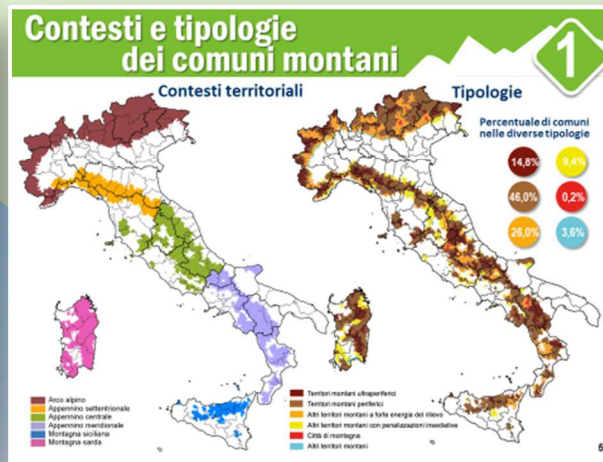 Contesti e tipologie
dei comuni montani
1
Contesti territoriali
Tipologie
Percentuale di comuni
nelle diverse tipologie
14,8%
9,4%
46,0%
0,2%
26,0%
3,6%
Arco alpino
Appennino settentrionale
Appennino centrale
Appennino meridionale
Montagna siciliana
Montagna sarda
Territori montani ultraperiferici
Territori montani periferici
Altri territori montani a forte energia del rilievo
Altri territori montani con penalizzazioni insediative
Città di montagna
Altri territori montani